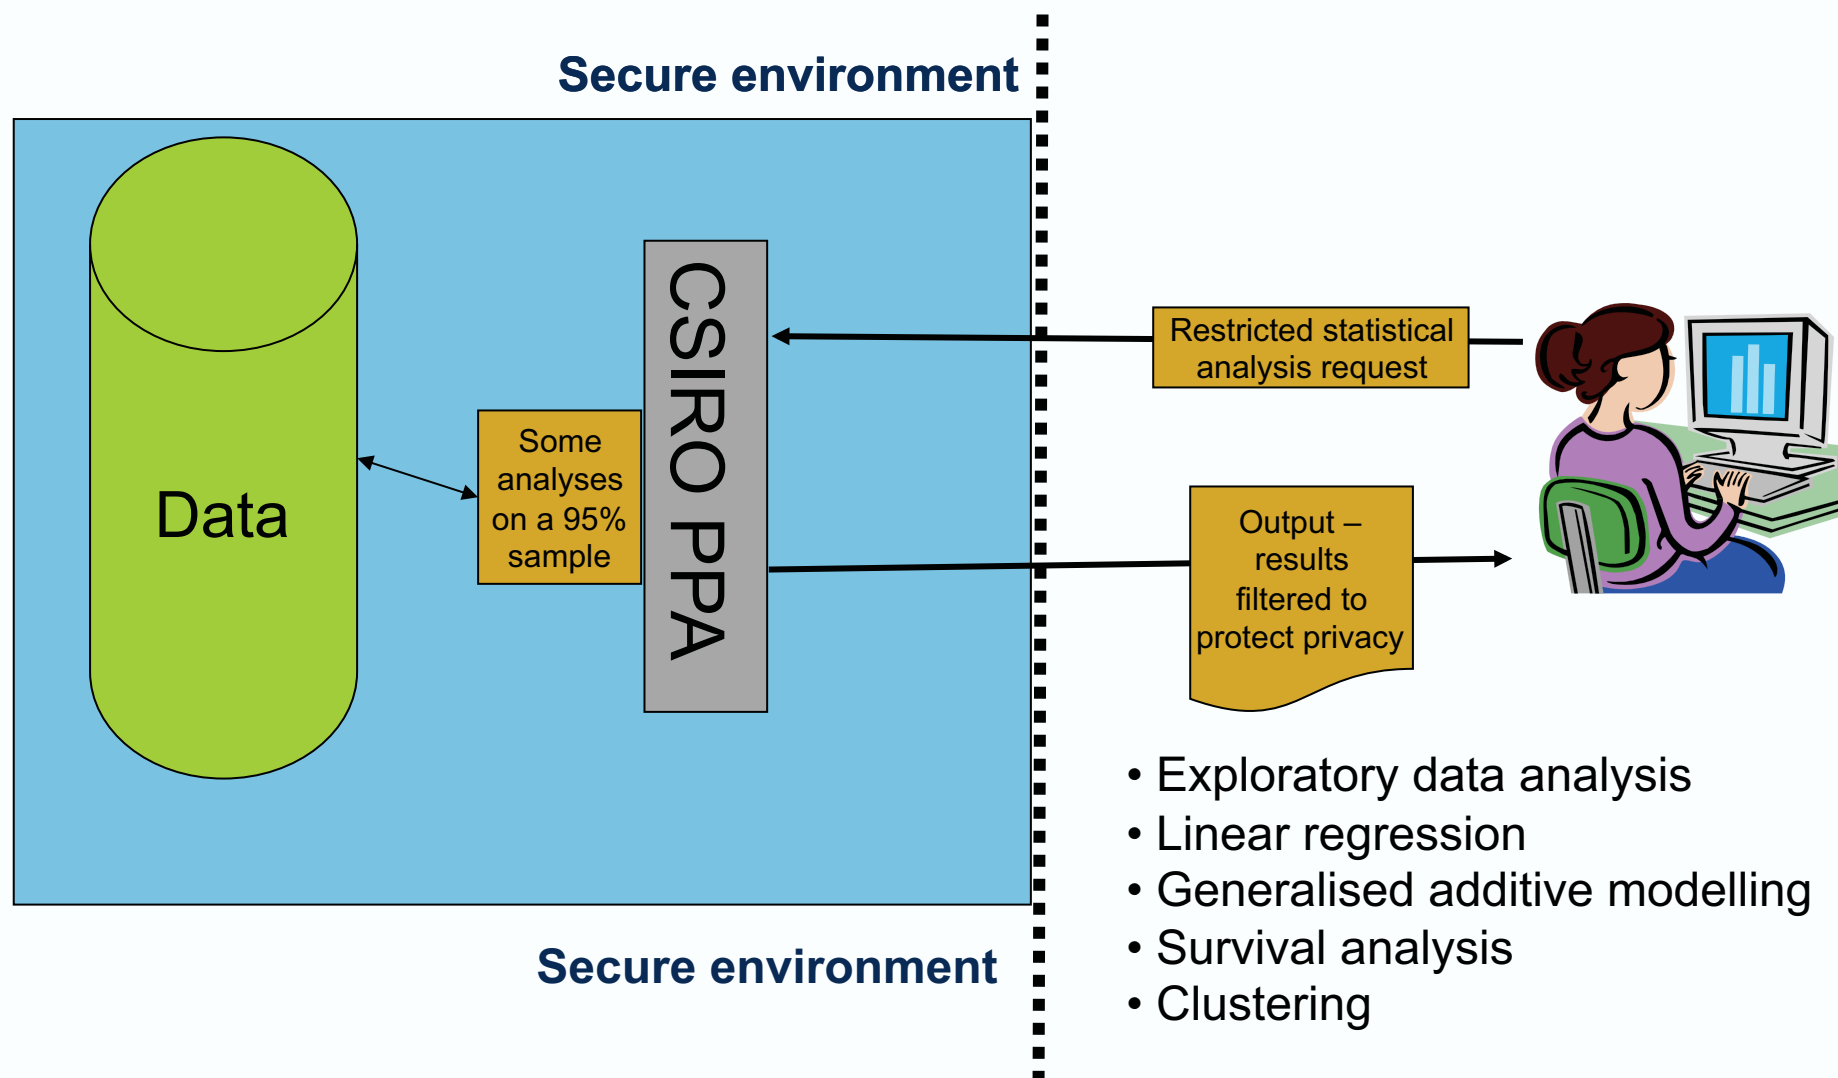 Secure environment
Data
Some
analyses
on a 95%
sample
CSIRO PPA
Restricted statistical
analysis request
Output –
results
filtered to
protect privacy
• Exploratory data analysis
• Linear regression
• Generalised additive modelling
• Survival analysis
• Clustering
Secure environment